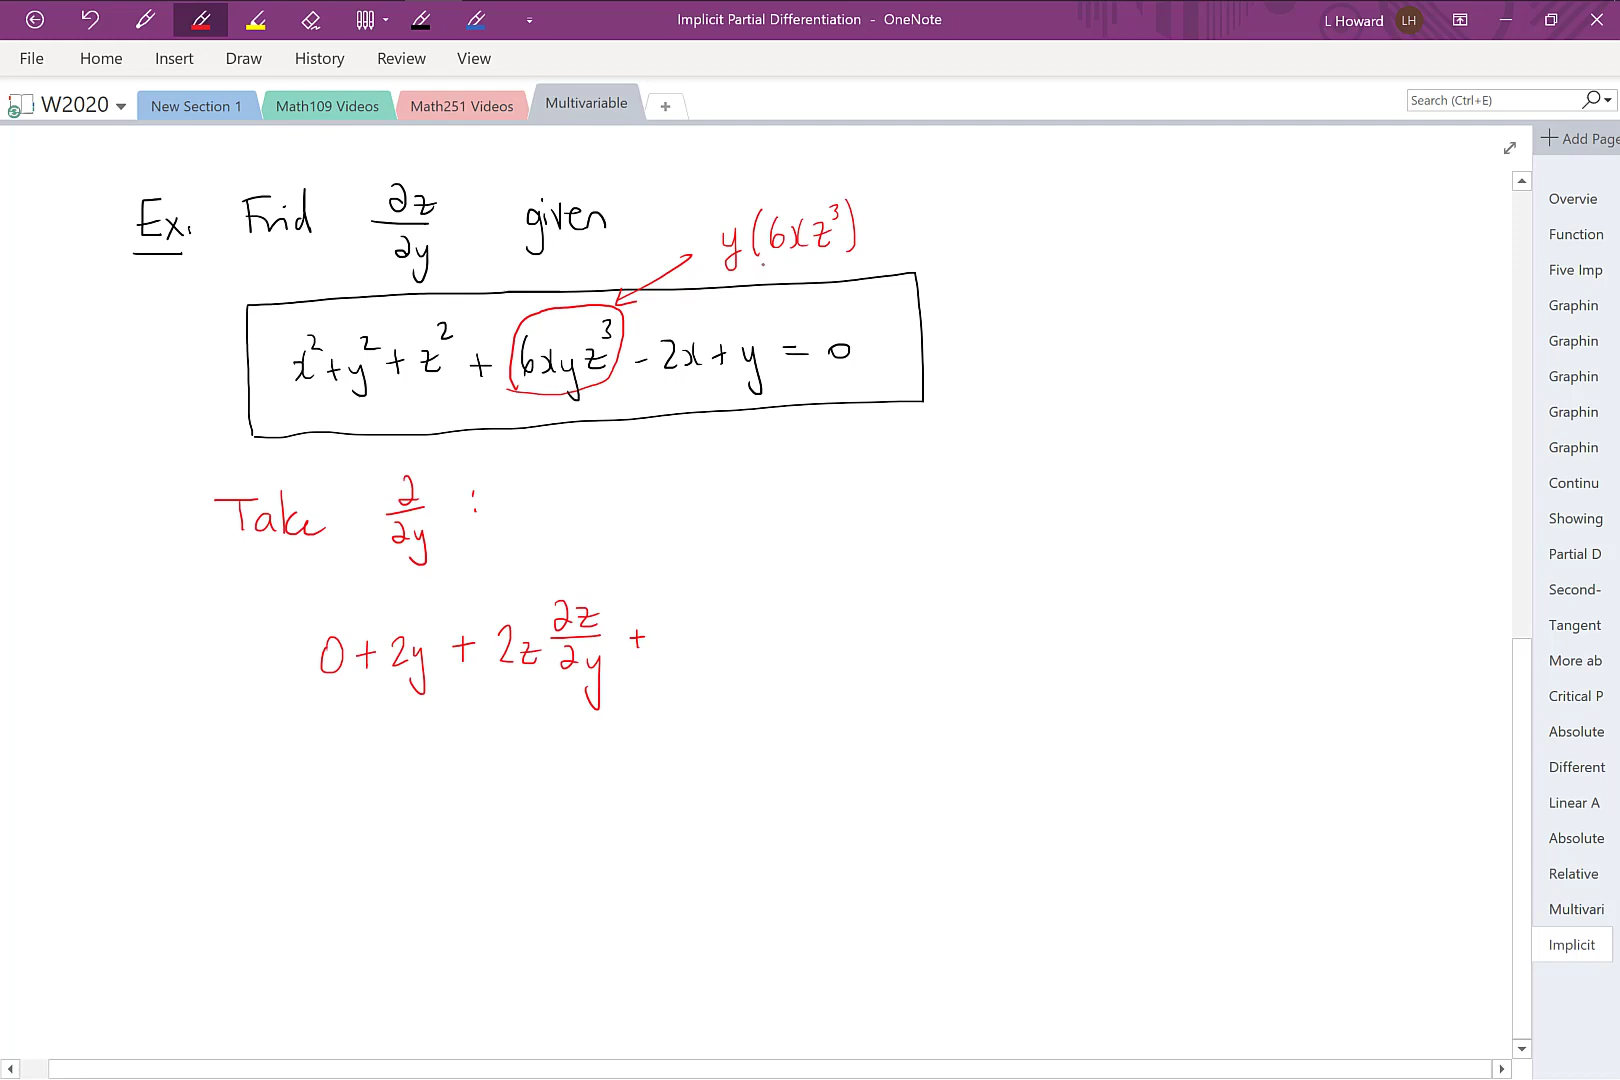 Implicit Partial Differentiation - OneNote
L Howard LH
File Home Insert Draw History Review View
W2020 New Section 1 Math109 Videos Math251 Videos Multivariable
Search (Ctrl+E)
Add Page
Ex. Find ∂z/∂y given
y(6xz³)
x² + y² + z² + 6xyz³ - 2x + y = 0
Take ∂/∂y :
0 + 2y + 2z ∂z/∂y +
Overvie
Function
Five Imp
Graphin
Graphin
Graphin
Graphin
Graphin
Continu
Showing
Partial D
Second-
Tangent
More ab
Critical P
Absolute
Different
Linear A
Absolute
Relative
Multivari
Implicit